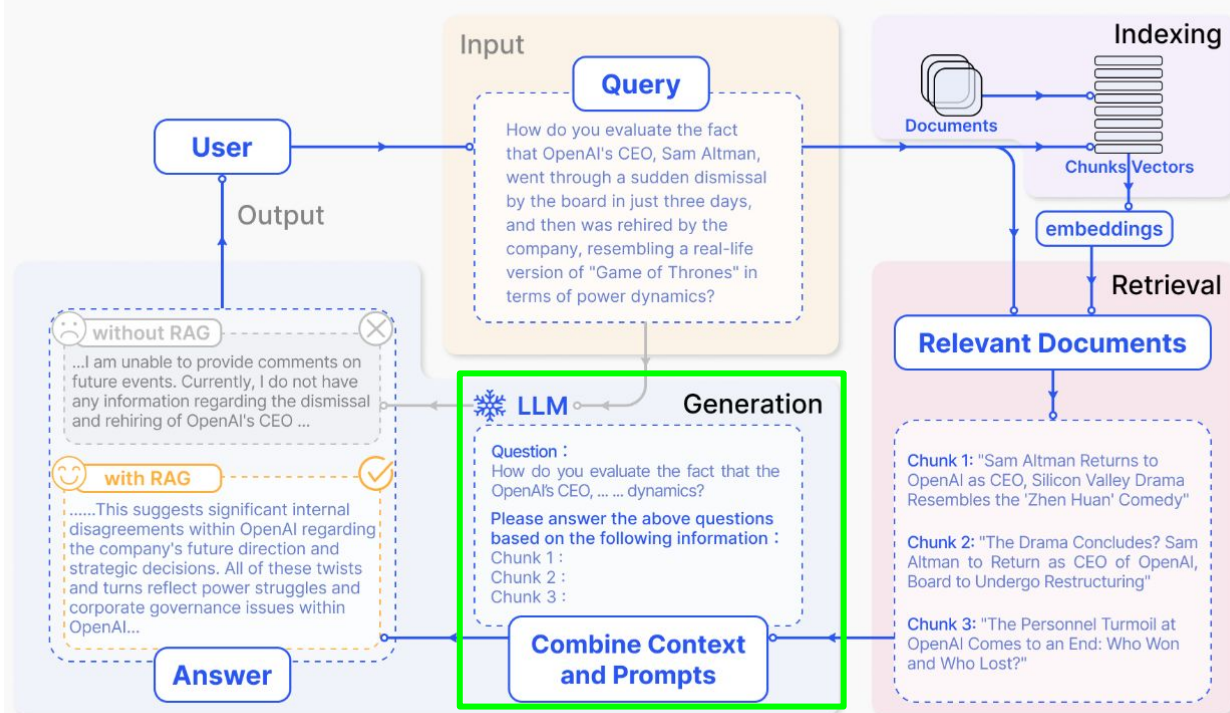 Input
Indexing
Query
Documents
Chunks Vectors
embeddings
User
Output
How do you evaluate the fact
that OpenAI's CEO, Sam Altman,
went through a sudden dismissal
by the board in just three days,
and then was rehired by the
company, resembling a real-life
version of "Game of Thrones" in
terms of power dynamics?
Retrieval
Relevant Documents
Chunk 1: "Sam Altman Returns to
OpenAI as CEO, Silicon Valley Drama
Resembles the 'Zhen Huan' Comedy"
Chunk 2: "The Drama Concludes? Sam
Altman to Return as CEO of OpenAI,
Board to Undergo Restructuring"
Chunk 3: "The Personnel Turmoil at
OpenAI Comes to an End: Who Won
and Who Lost?"
LLM
Generation
Question :
How do you evaluate the fact that the
OpenAI's CEO, ... ... dynamics?
Please answer the above questions
based on the following information :
Chunk 1 :
Chunk 2 :
Chunk 3 :
Combine Context
and Prompts
without RAG
...I am unable to provide comments on
future events. Currently, I do not have
any information regarding the dismissal
and rehiring of OpenAI's CEO ...
with RAG
......This suggests significant internal
disagreements within OpenAI regarding
the company's future direction and
strategic decisions. All of these twists
and turns reflect power struggles and
corporate governance issues within
OpenAI...
Answer